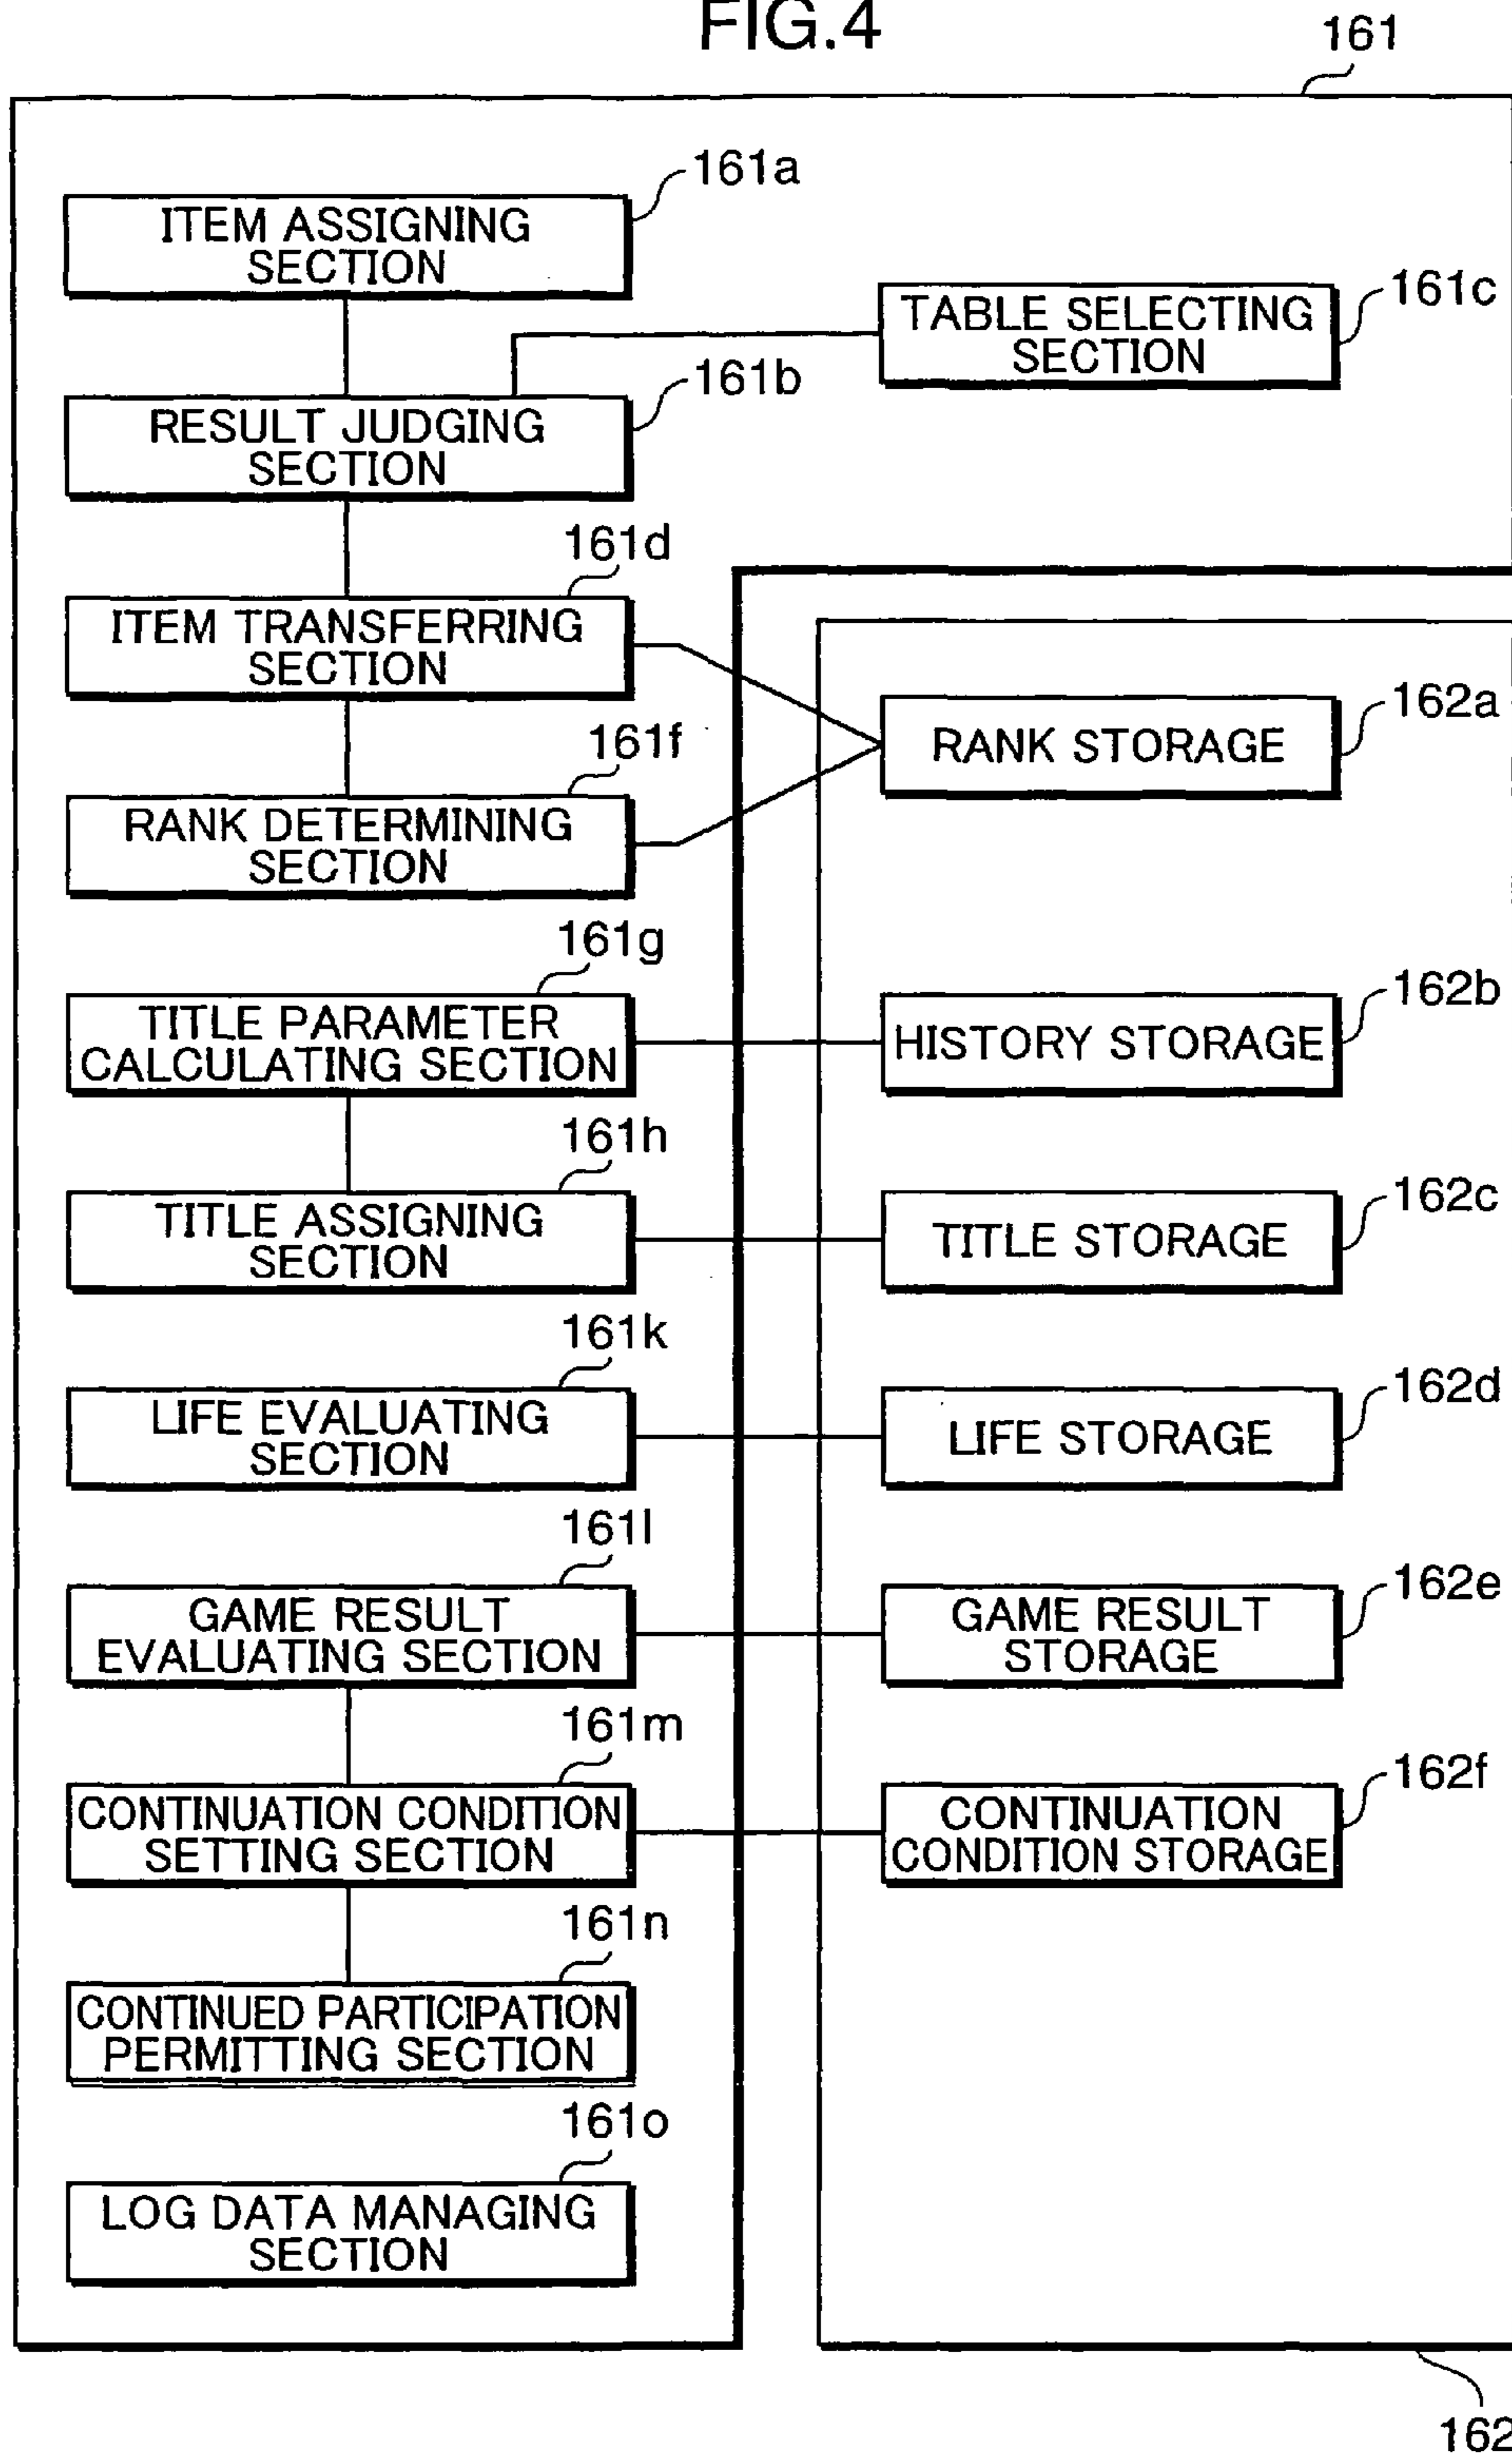 FIG.4
161
161a
ITEM ASSIGNING
SECTION
161c
TABLE SELECTING
SECTION
161b
RESULT JUDGING
SECTION
161d
ITEM TRANSFERRING
SECTION
162a
RANK STORAGE
161f
RANK DETERMINING
SECTION
161g
TITLE PARAMETER
CALCULATING SECTION
162b
HISTORY STORAGE
161h
TITLE ASSIGNING
SECTION
162c
TITLE STORAGE
161k
LIFE EVALUATING
SECTION
162d
LIFE STORAGE
161l
GAME RESULT
EVALUATING SECTION
162e
GAME RESULT
STORAGE
161m
CONTINUATION CONDITION
SETTING SECTION
162f
CONTINUATION
CONDITION STORAGE
161n
CONTINUED PARTICIPATION
PERMITTING SECTION
161o
LOG DATA MANAGING
SECTION
162